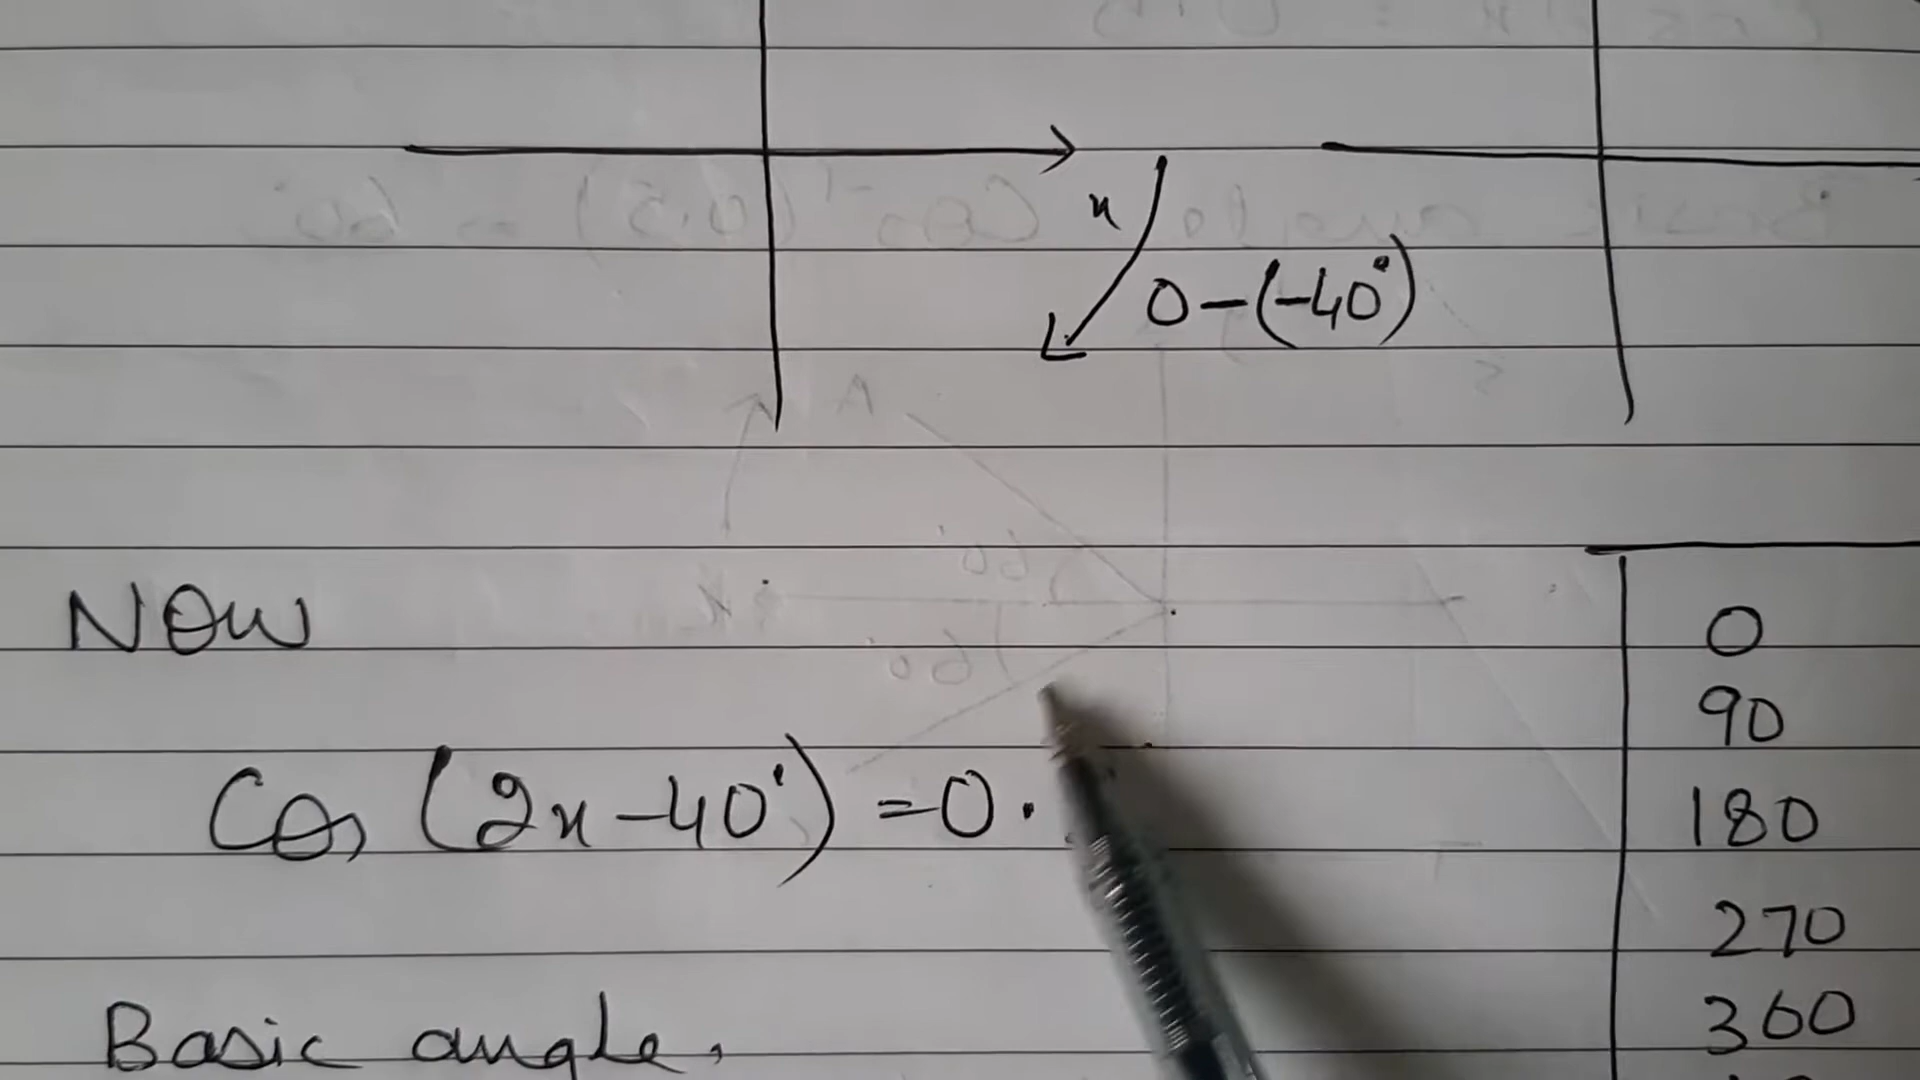 x
0-(-40°)
NOW
Cos (2x-40°) = 0.
Basic angle,
0
90
180
270
360